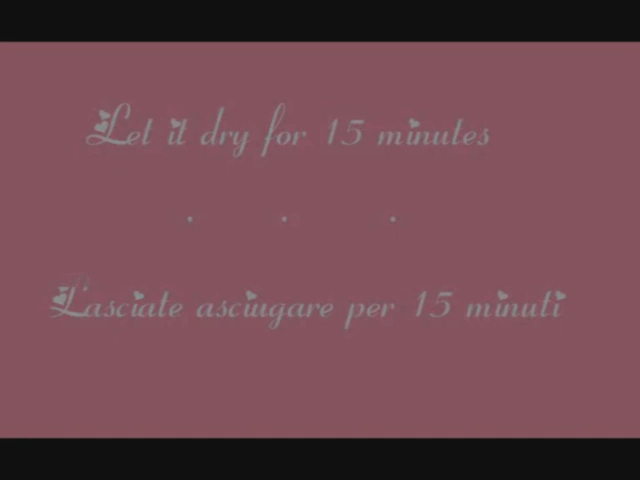 Let it dry for 15 minutes
. . .
Lasciate asciugare per 15 minuti